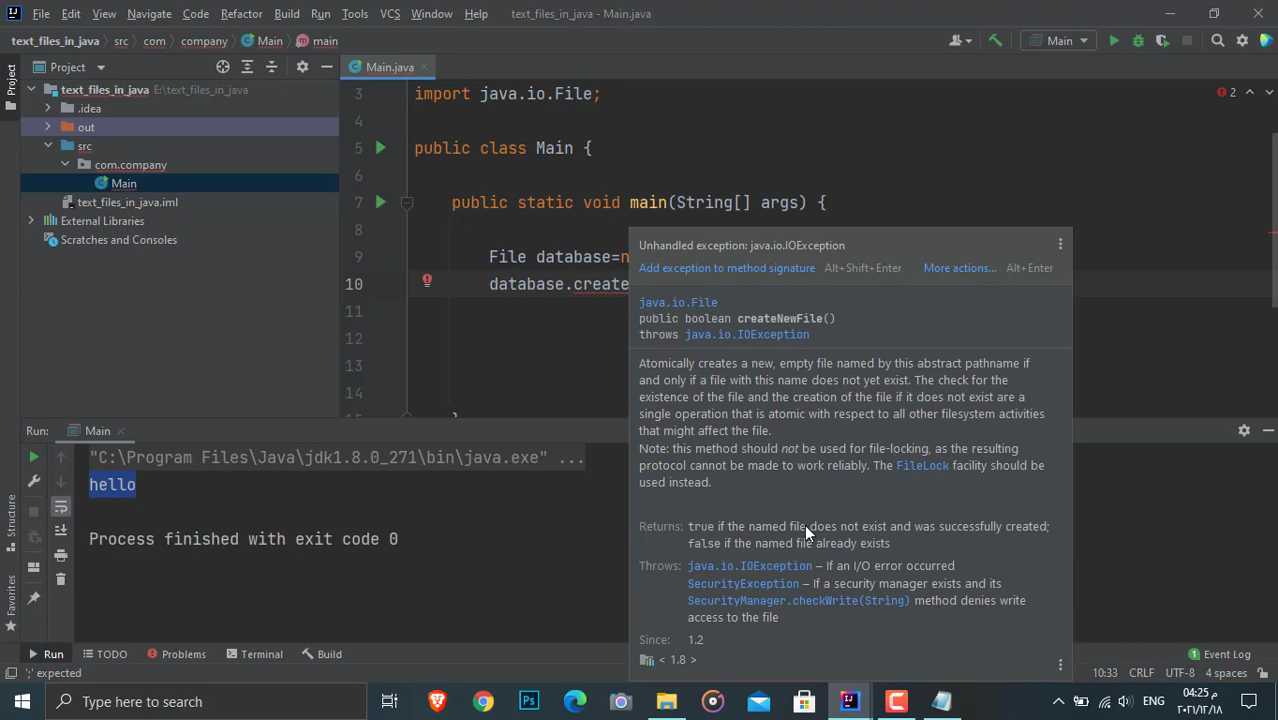 File Edit View Navigate Code Refactor Build Run Tools VCS Window Help text_files_in_java - Main.java
text_files_in_java src com company Main main Main
Project Main.java
text_files_in_java E:\text_files_in_java
.idea
out
src
com.company
Main
text_files_in_java.iml
External Libraries
Scratches and Consoles
Project
Structure
Favorites
2
3 import java.io.File;
4
5 public class Main {
6
7 public static void main(String[] args) {
8
9 File database=n
10 database.create
11
12
13
14
Unhandled exception: java.io.IOException
Add exception to method signature Alt+Shift+Enter More actions... Alt+Enter
java.io.File
public boolean createNewFile()
throws java.io.IOException
Atomically creates a new, empty file named by this abstract pathname if
and only if a file with this name does not yet exist. The check for the
existence of the file and the creation of the file if it does not exist are a
single operation that is atomic with respect to all other filesystem activities
that might affect the file.
Note: this method should not be used for file-locking, as the resulting
protocol cannot be made to work reliably. The FileLock facility should be
used instead.
Returns: true if the named file does not exist and was successfully created;
false if the named file already exists
Throws: java.io.IOException – If an I/O error occurred
SecurityException – If a security manager exists and its
SecurityManager.checkWrite(String) method denies write
access to the file
Since: 1.2
< 1.8 >
Run: Main
"C:\Program Files\Java\jdk1.8.0_271\bin\java.exe" ...
hello
Process finished with exit code 0
Run TODO Problems Terminal Build 1 Event Log
';' expected 10:33 CRLF UTF-8 4 spaces
Type here to search ENG 04:25 م